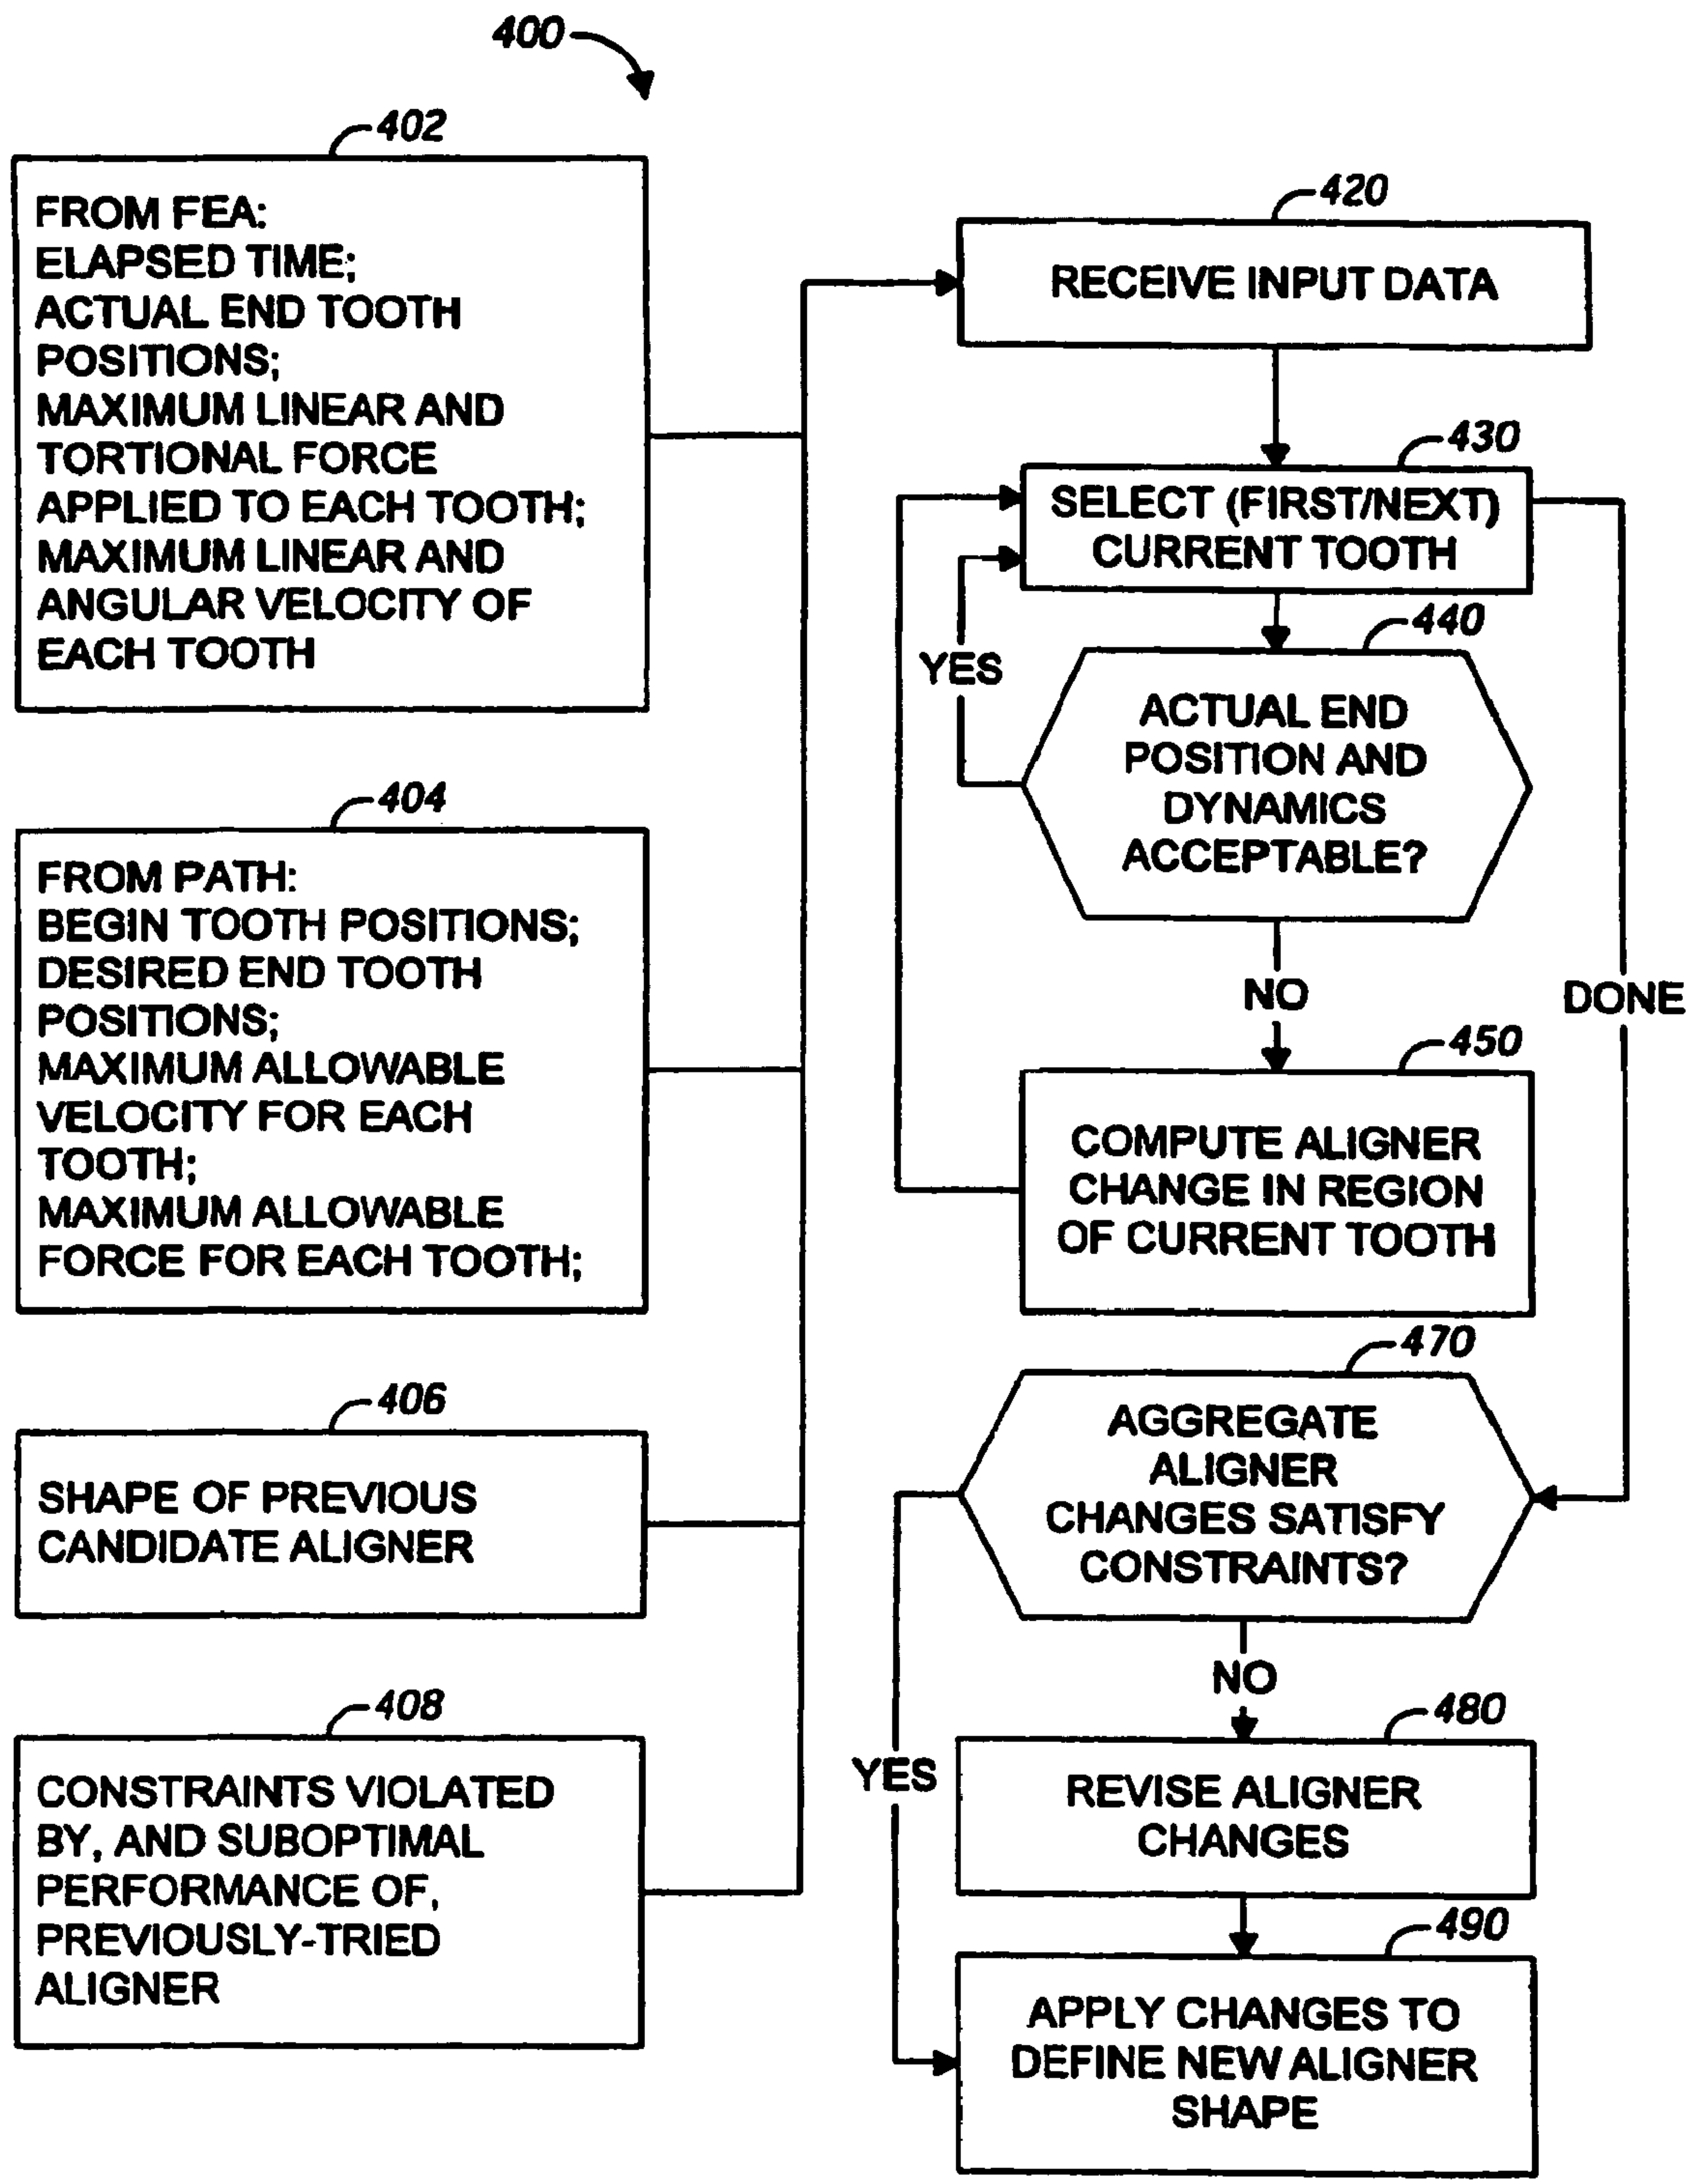 400
402
FROM FEA:
ELAPSED TIME;
ACTUAL END TOOTH
POSITIONS;
MAXIMUM LINEAR AND
TORTIONAL FORCE
APPLIED TO EACH TOOTH;
MAXIMUM LINEAR AND
ANGULAR VELOCITY OF
EACH TOOTH
404
FROM PATH:
BEGIN TOOTH POSITIONS;
DESIRED END TOOTH
POSITIONS;
MAXIMUM ALLOWABLE
VELOCITY FOR EACH
TOOTH;
MAXIMUM ALLOWABLE
FORCE FOR EACH TOOTH;
406
SHAPE OF PREVIOUS
CANDIDATE ALIGNER
408
CONSTRAINTS VIOLATED
BY, AND SUBOPTIMAL
PERFORMANCE OF,
PREVIOUSLY-TRIED
ALIGNER
420
RECEIVE INPUT DATA
430
SELECT (FIRST/NEXT)
CURRENT TOOTH
440
YES
ACTUAL END
POSITION AND
DYNAMICS
ACCEPTABLE?
NO
DONE
450
COMPUTE ALIGNER
CHANGE IN REGION
OF CURRENT TOOTH
470
AGGREGATE
ALIGNER
CHANGES SATISFY
CONSTRAINTS?
NO
YES
480
REVISE ALIGNER
CHANGES
490
APPLY CHANGES TO
DEFINE NEW ALIGNER
SHAPE